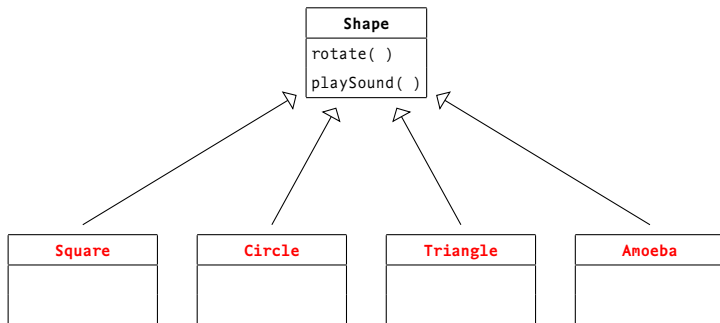 Shape
rotate( )
playSound( )
Square
Circle
Triangle
Amoeba